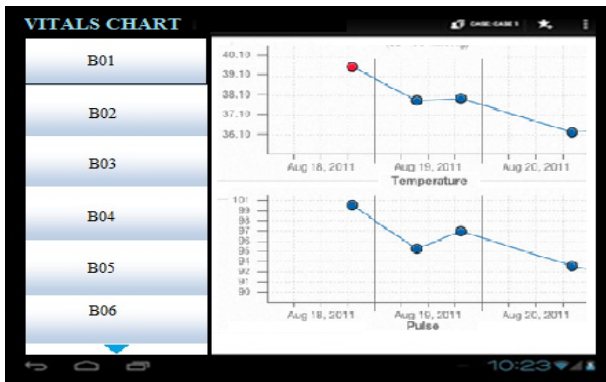 VITALS CHART
CASE: CASE 1
B01
B02
B03
B04
B05
B06
40.10
39.10
38.10
37.10
36.10
Aug 18, 2011
Aug 19, 2011
Aug 20, 2011
Temperature
101
99
98
97
96
95
94
92
91
90
Aug 18, 2011
Aug 19, 2011
Aug 20, 2011
Pulse
10:23